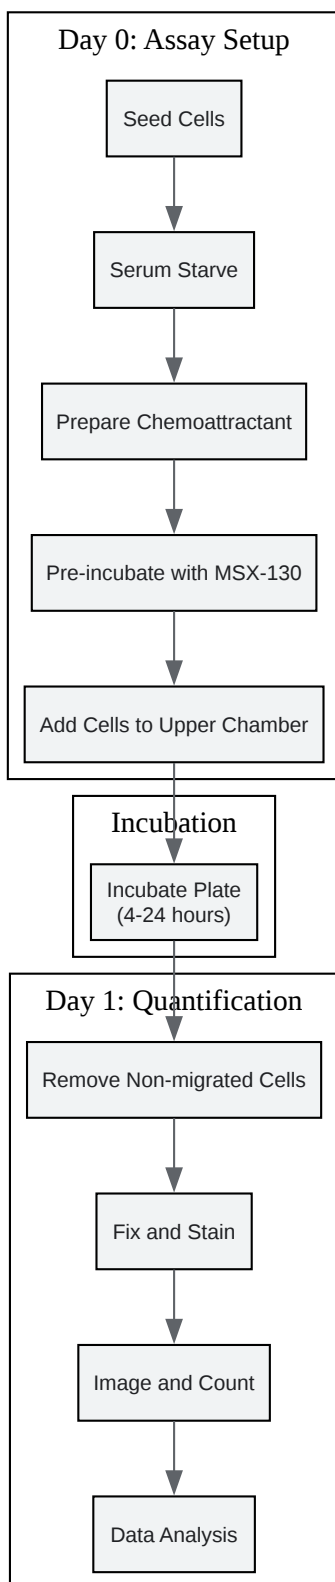 Day 0: Assay Setup
Seed Cells
Serum Starve
Prepare Chemoattractant
Pre-incubate with MSX-130
Add Cells to Upper Chamber
Incubation
Incubate Plate
(4-24 hours)
Day 1: Quantification
Remove Non-migrated Cells
Fix and Stain
Image and Count
Data Analysis